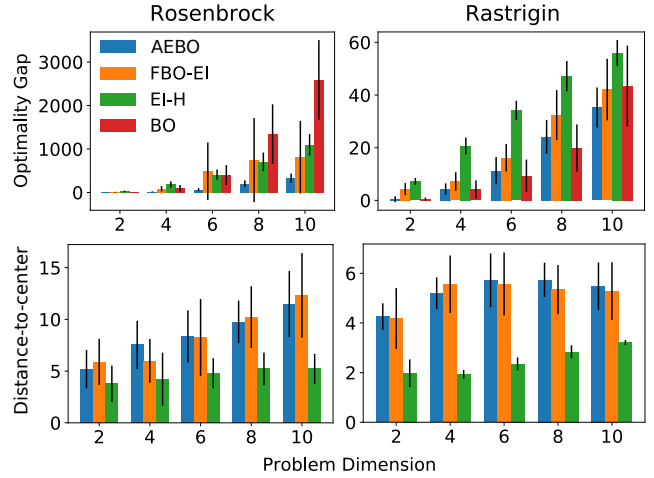 Rosenbrock
Rastrigin
Optimality Gap
3000
2000
1000
0
AEBO
FBO-EI
EI-H
BO
2 4 6 8 10
60
40
20
0
2 4 6 8 10
Distance-to-center
15
10
5
0
2 4 6 8 10
6
4
2
0
2 4 6 8 10
Problem Dimension